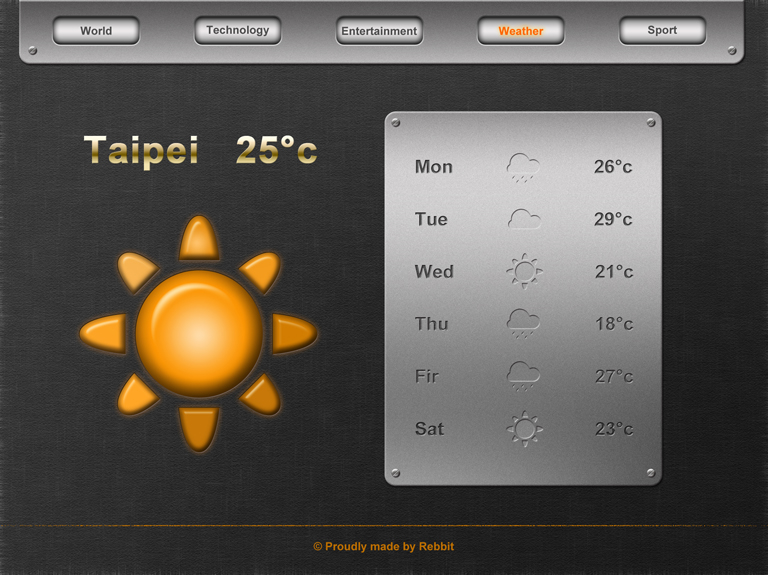 World Technology Entertainment Weather Sport
Taipei 25°c
Mon 26°c
Tue 29°c
Wed 21°c
Thu 18°c
Fir 27°c
Sat 23°c
© Proudly made by Rebbit